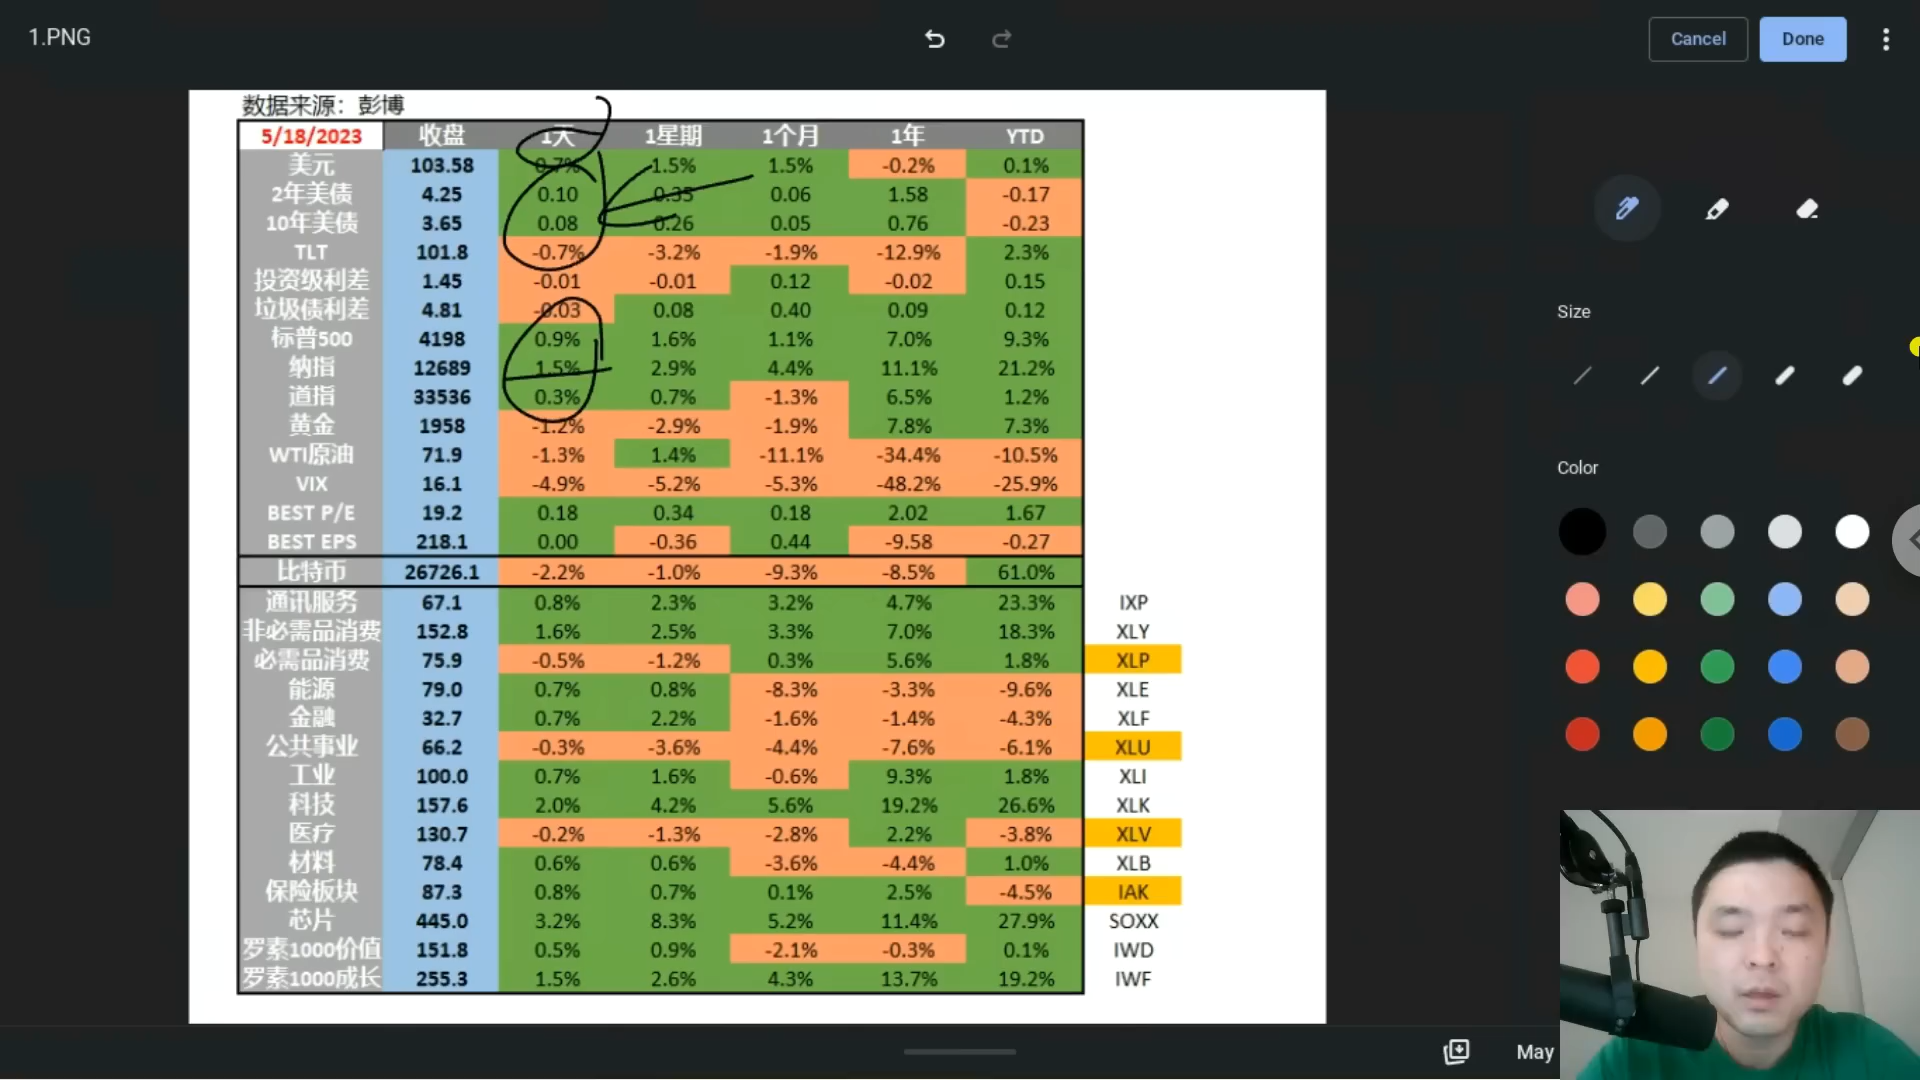 1.PNG
Cancel
Done
数据来源：彭博
5/18/2023 收盘 1天 1星期 1个月 1年 YTD
美元 103.58 0.7% 1.5% 1.5% -0.2% 0.1%
2年美债 4.25 0.10 0.35 0.06 1.58 -0.17
10年美债 3.65 0.08 0.26 0.05 0.76 -0.23
TLT 101.8 -0.7% -3.2% -1.9% -12.9% 2.3%
投资级利差 1.45 -0.01 -0.01 0.12 -0.02 0.15
垃圾债利差 4.81 -0.03 0.08 0.40 0.09 0.12
标普500 4198 0.9% 1.6% 1.1% 7.0% 9.3%
纳指 12689 1.5% 2.9% 4.4% 11.1% 21.2%
道指 33536 0.3% 0.7% -1.3% 6.5% 1.2%
黄金 1958 -1.2% -2.9% -1.9% 7.8% 7.3%
WTI原油 71.9 -1.3% 1.4% -11.1% -34.4% -10.5%
VIX 16.1 -4.9% -5.2% -5.3% -48.2% -25.9%
BEST P/E 19.2 0.18 0.34 0.18 2.02 1.67
BEST EPS 218.1 0.00 -0.36 0.44 -9.58 -0.27
比特币 26726.1 -2.2% -1.0% -9.3% -8.5% 61.0%
通讯服务 67.1 0.8% 2.3% 3.2% 4.7% 23.3% IXP
非必需品消费 152.8 1.6% 2.5% 3.3% 7.0% 18.3% XLY
必需品消费 75.9 -0.5% -1.2% 0.3% 5.6% 1.8% XLP
能源 79.0 0.7% 0.8% -8.3% -3.3% -9.6% XLE
金融 32.7 0.7% 2.2% -1.6% -1.4% -4.3% XLF
公共事业 66.2 -0.3% -3.6% -4.4% -7.6% -6.1% XLU
工业 100.0 0.7% 1.6% -0.6% 9.3% 1.8% XLI
科技 157.6 2.0% 4.2% 5.6% 19.2% 26.6% XLK
医疗 130.7 -0.2% -1.3% -2.8% 2.2% -3.8% XLV
材料 78.4 0.6% 0.6% -3.6% -4.4% 1.0% XLB
保险板块 87.3 0.8% 0.7% 0.1% 2.5% -4.5% IAK
芯片 445.0 3.2% 8.3% 5.2% 11.4% 27.9% SOXX
罗素1000价值 151.8 0.5% 0.9% -2.1% -0.3% 0.1% IWD
罗素1000成长 255.3 1.5% 2.6% 4.3% 13.7% 19.2% IWF
Size
Color
May